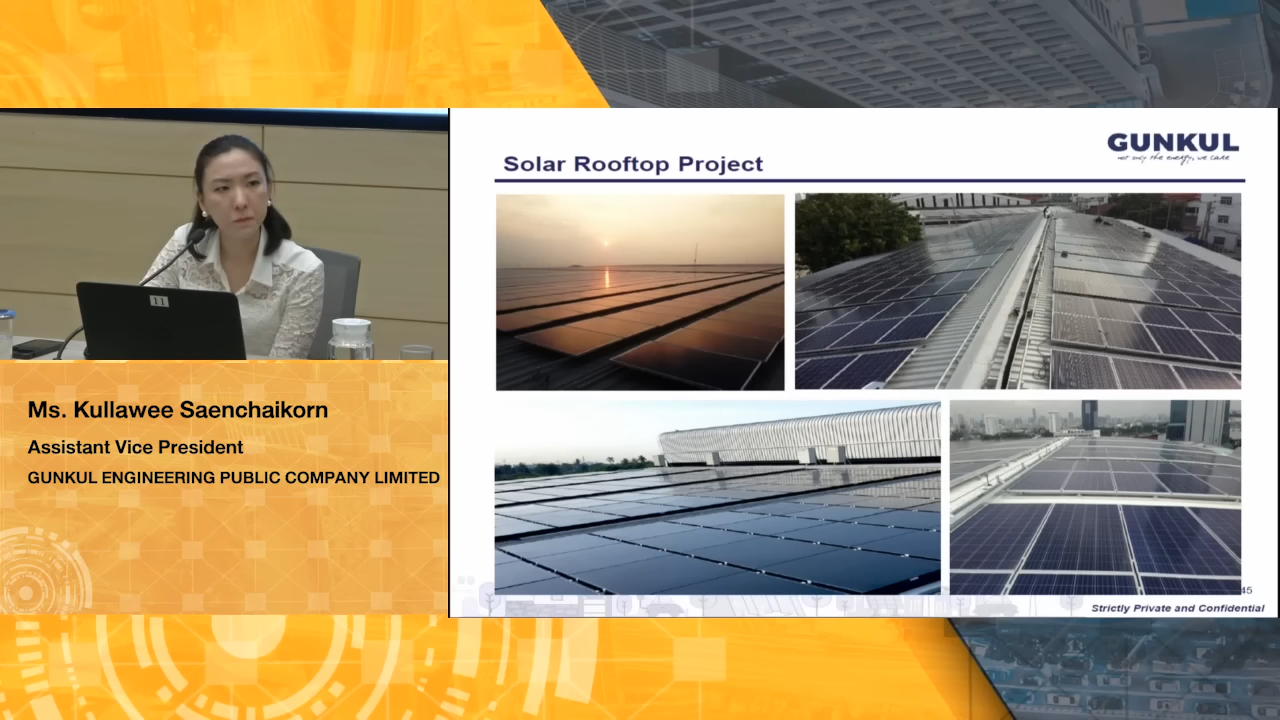 GUNKUL
not only the energy, we care
Solar Rooftop Project
11
Ms. Kullawee Saenchaikorn
Assistant Vice President
GUNKUL ENGINEERING PUBLIC COMPANY LIMITED
45
Strictly Private and Confidential